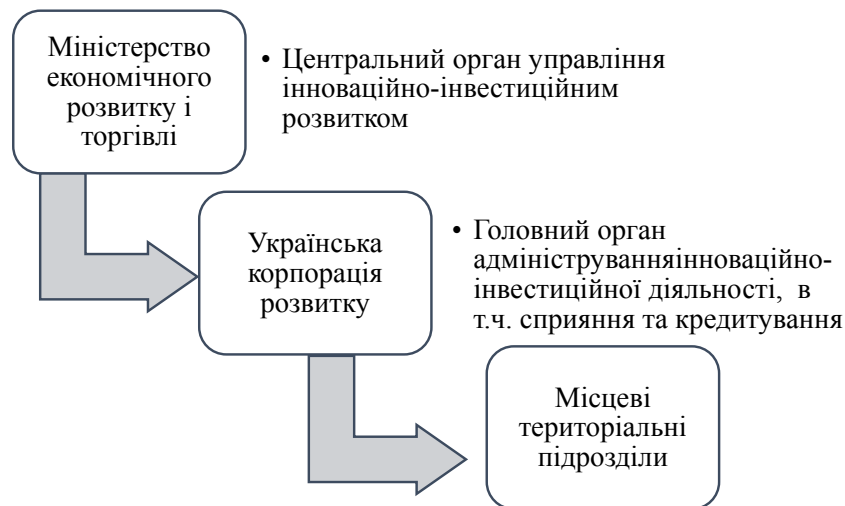 Міністерство
економічного
розвитку і
торгівлі
• Центральний орган управління
інноваційно-інвестиційним
розвитком
Українська
корпорація
розвитку
• Головний орган
адмініструванняінноваційно-
інвестиційної діяльності, в
т.ч. сприяння та кредитування
Місцеві
територіальні
підрозділи